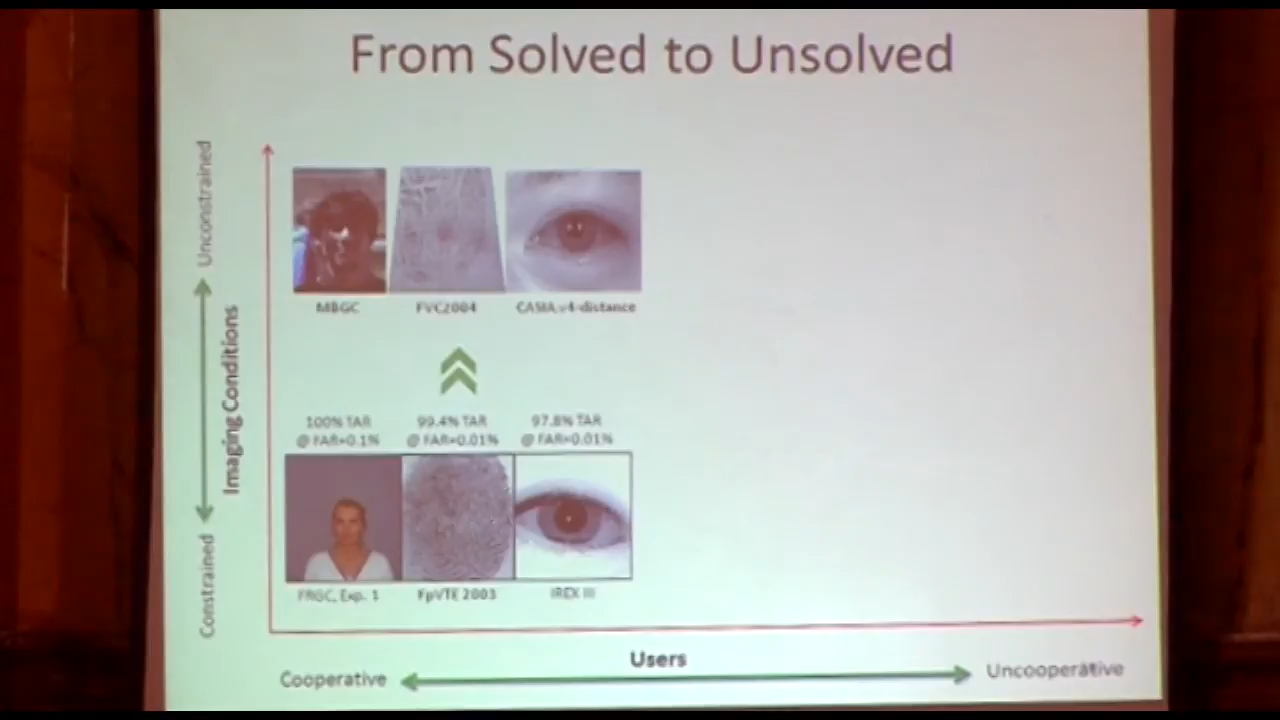 From Solved to Unsolved
Unconstrained
Imaging Conditions
Constrained
MBGC
FVC2004
CASIA.v4-distance
100% TAR
@ FAR=0.1%
99.4% TAR
@ FAR=0.01%
97.8% TAR
@ FAR=0.01%
FRGC, Exp. 1
FpVTE 2003
IREX III
Users
Cooperative
Uncooperative